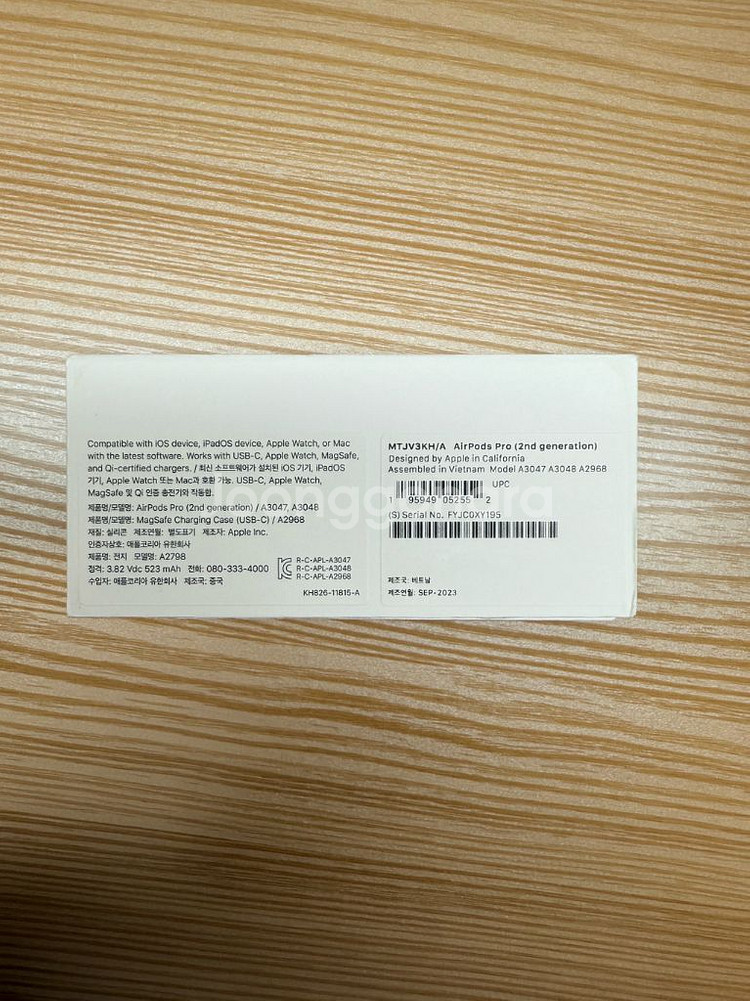 Compatible with iOS device, iPadOS device, Apple Watch, or Mac
with the latest software. Works with USB-C, Apple Watch, MagSafe,
and Qi-certified chargers. / 최신 소프트웨어가 설치된 iOS 기기, iPadOS
기기, Apple Watch 또는 Mac과 호환 가능. USB-C, Apple Watch,
MagSafe 및 Qi 인증 충전기와 작동함.
제품명/모델명: AirPods Pro (2nd generation) / A3047, A3048
제품명/모델명: MagSafe Charging Case (USB-C) / A2968
재질: 실리콘 제조연월: 별도표기 제조자: Apple Inc.
인증자상호: 애플코리아 유한회사
제품명: 전지 모델명: A2798
정격: 3.82 Vdc 523 mAh 전화: 080-333-4000
수입자: 애플코리아 유한회사 제조국: 중국
R-C-APL-A3047
R-C-APL-A3048
R-C-APL-A2968
KH826-11815-A
MTJV3KH/A AirPods Pro (2nd generation)
Designed by Apple in California
Assembled in Vietnam Model A3047 A3048 A2968
UPC
1 95949 05255 2
(S) Serial No. FYJC0XY195
제조국: 베트남
제조연월: SEP-2023
joonggonara